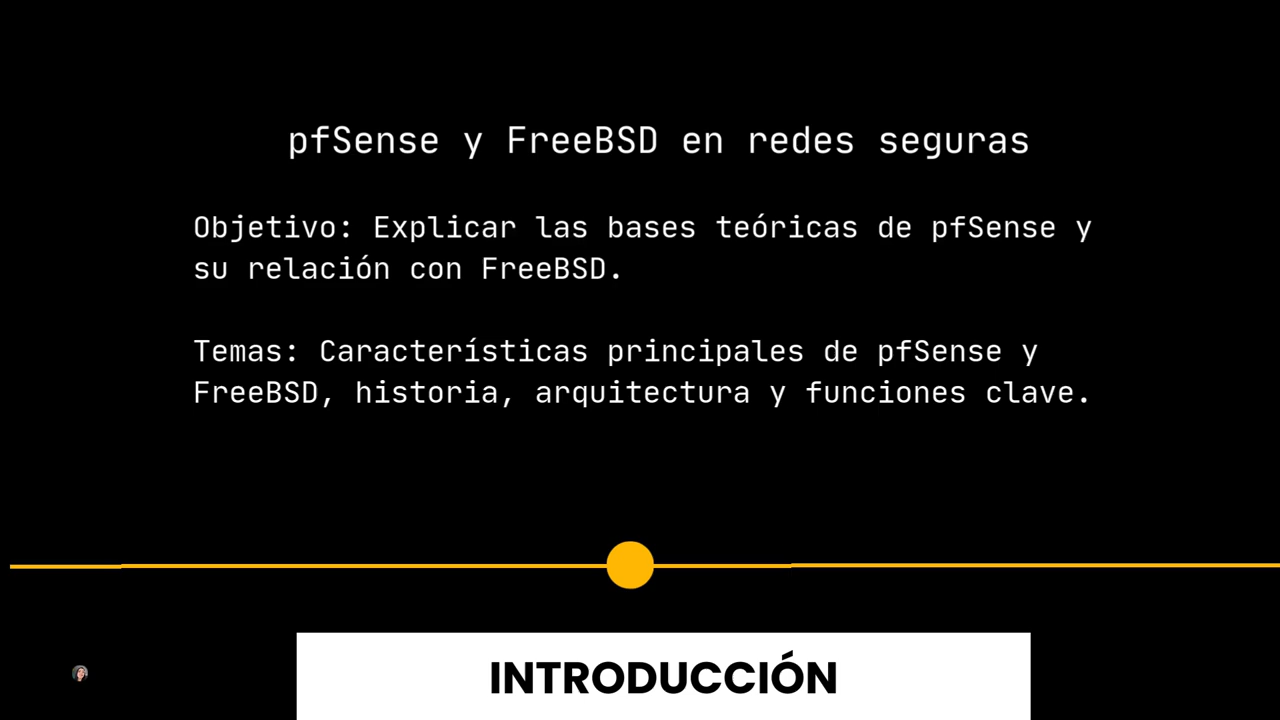 pfSense y FreeBSD en redes seguras
Objetivo: Explicar las bases teóricas de pfSense y
su relación con FreeBSD.
Temas: Características principales de pfSense y
FreeBSD, historia, arquitectura y funciones clave.
INTRODUCCIÓN